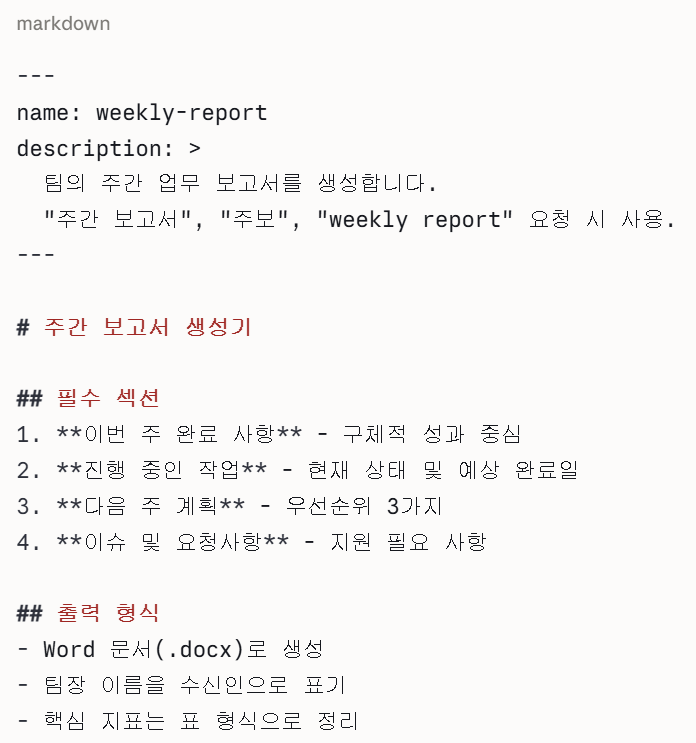 markdown
---
name: weekly-report
description: >
팀의 주간 업무 보고서를 생성합니다.
"주간 보고서", "주보", "weekly report" 요청 시 사용.
---
# 주간 보고서 생성기
## 필수 섹션
1. **이번 주 완료 사항** - 구체적 성과 중심
2. **진행 중인 작업** - 현재 상태 및 예상 완료일
3. **다음 주 계획** - 우선순위 3가지
4. **이슈 및 요청사항** - 지원 필요 사항
## 출력 형식
- Word 문서(.docx)로 생성
- 팀장 이름을 수신인으로 표기
- 핵심 지표는 표 형식으로 정리